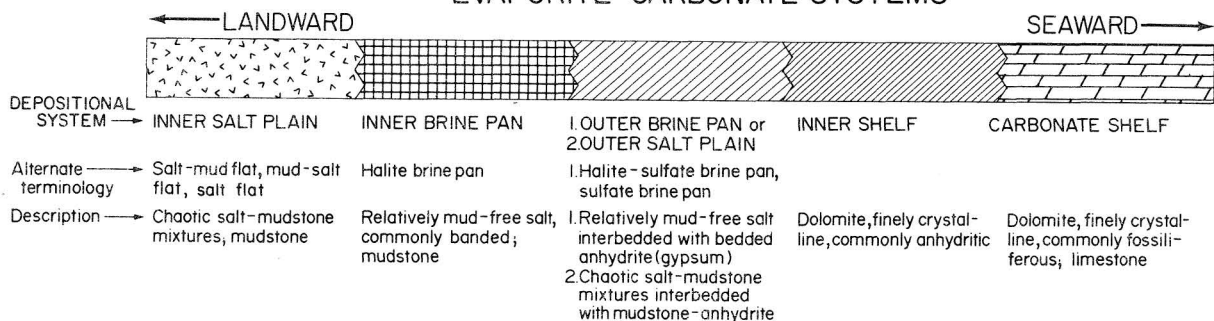 EVAPORITE-CARBONATE SYSTEMS
LANDWARD
SEAWARD
DEPOSITIONAL
SYSTEM
INNER SALT PLAIN
INNER BRINE PAN
1. OUTER BRINE PAN or
2. OUTER SALT PLAIN
INNER SHELF
CARBONATE SHELF
Alternate
terminology
Salt-mud flat, mud-salt
flat, salt flat
Halite brine pan
1. Halite-sulfate brine pan,
sulfate brine pan
Description
Chaotic salt-mudstone
mixtures; mudstone
Relatively mud-free salt,
commonly banded;
mudstone
1. Relatively mud-free salt
interbedded with bedded
anhydrite (gypsum)
2. Chaotic salt-mudstone
mixtures interbedded
with mudstone-anhydrite
Dolomite, finely crystal-
line, commonly anhydritic
Dolomite, finely crystal-
line, commonly fossili-
ferous; limestone